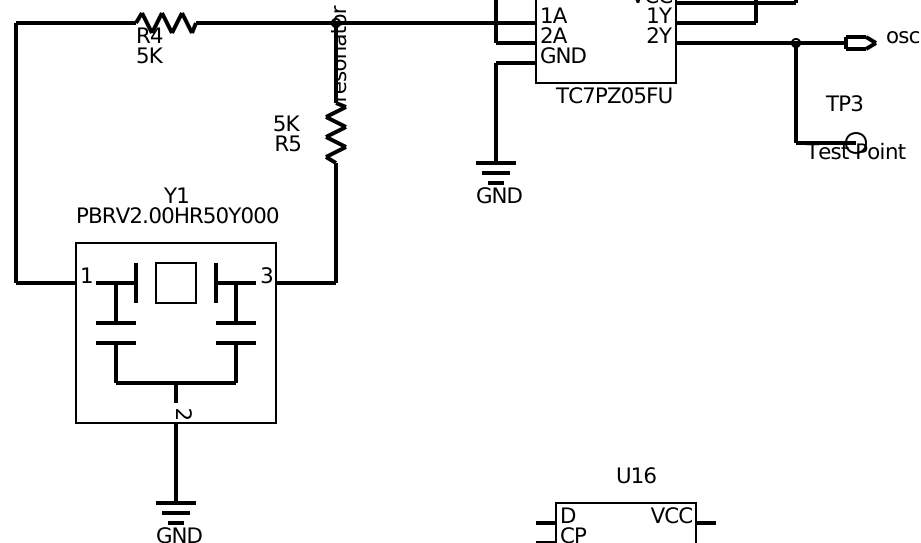 VCC
1A 1Y
2A 2Y
GND
TC7PZ05FU
osc
R4
5K
resonator
5K
R5
TP3
Test Point
GND
Y1
PBRV2.00HR50Y000
1 3
2
GND
U16
D VCC
CP